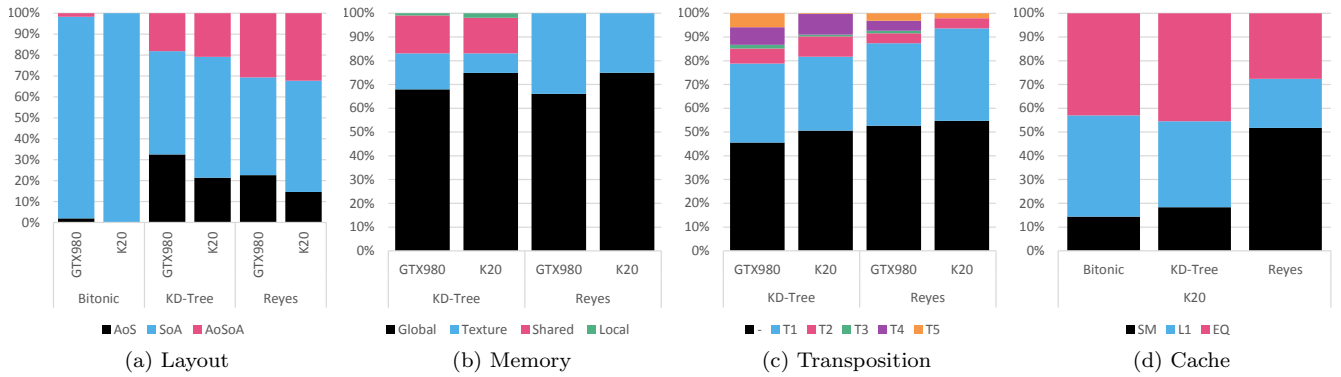 100%
90%
80%
70%
60%
50%
40%
30%
20%
10%
0%
GTX980 K20 GTX980 K20 GTX980 K20
Bitonic KD-Tree Reyes
AoS SoA AoSoA
(a) Layout
100%
90%
80%
70%
60%
50%
40%
30%
20%
10%
0%
GTX980 K20 GTX980 K20
KD-Tree Reyes
Global Texture Shared Local
(b) Memory
100%
90%
80%
70%
60%
50%
40%
30%
20%
10%
0%
GTX980 K20 GTX980 K20
KD-Tree Reyes
- T1 T2 T3 T4 T5
(c) Transposition
100%
90%
80%
70%
60%
50%
40%
30%
20%
10%
0%
Bitonic KD-Tree Reyes
K20
SM L1 EQ
(d) Cache